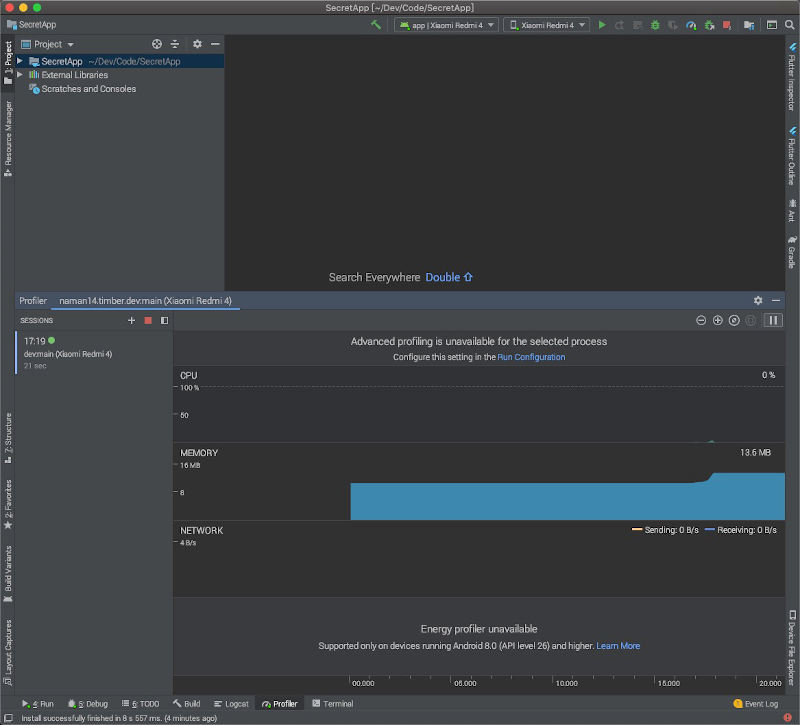 SecretApp [~/Dev/Code/SecretApp]
SecretApp
app | Xiaomi Redmi 4
Xiaomi Redmi 4
1: Project
Resource Manager
7: Structure
2: Favorites
Build Variants
Layout Captures
Project
SecretApp ~/Dev/Code/SecretApp
External Libraries
Scratches and Consoles
Search Everywhere Double
Flutter Inspector
Flutter Outline
Ant
Gradle
Device File Explorer
Profiler naman14.timber.dev:main (Xiaomi Redmi 4)
SESSIONS
17:19
dev:main (Xiaomi Redmi 4)
21 sec
Advanced profiling is unavailable for the selected process
Configure this setting in the Run Configuration
CPU
0 %
100 %
50
MEMORY
13.6 MB
16 MB
8
NETWORK
Sending: 0 B/s Receiving: 0 B/s
4 B/s
Energy profiler unavailable
Supported only on devices running Android 8.0 (API level 26) and higher. Learn More
00.000 05.000 10.000 15.000 20.000
4: Run 5: Debug 6: TODO Build Logcat Profiler Terminal Event Log
Install successfully finished in 8 s 557 ms. (4 minutes ago)